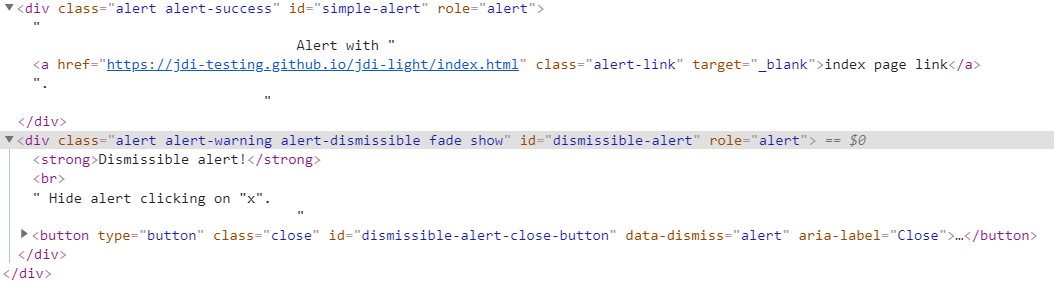 ▼<div class="alert alert-success" id="simple-alert" role="alert">
"
Alert with "
<a href="https://jdi-testing.github.io/jdi-light/index.html" class="alert-link" target="_blank">index page link</a>
".
"
</div>
▼<div class="alert alert-warning alert-dismissible fade show" id="dismissible-alert" role="alert"> == $0
<strong>Dismissible alert!</strong>
<br>
" Hide alert clicking on "x".
"
▶<button type="button" class="close" id="dismissible-alert-close-button" data-dismiss="alert" aria-label="Close">…</button>
</div>
</div>